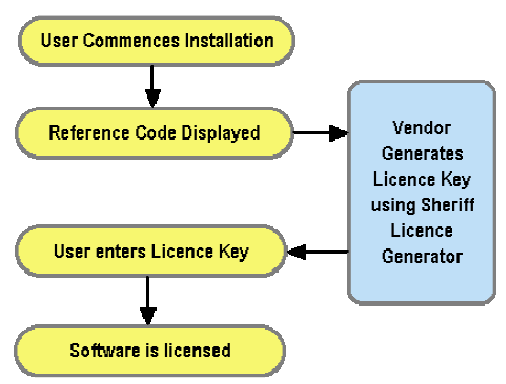 User Commences Installation
Reference Code Displayed
Vendor
Generates
Licence Key
using Sheriff
Licence
Generator
User enters Licence Key
Software is licensed